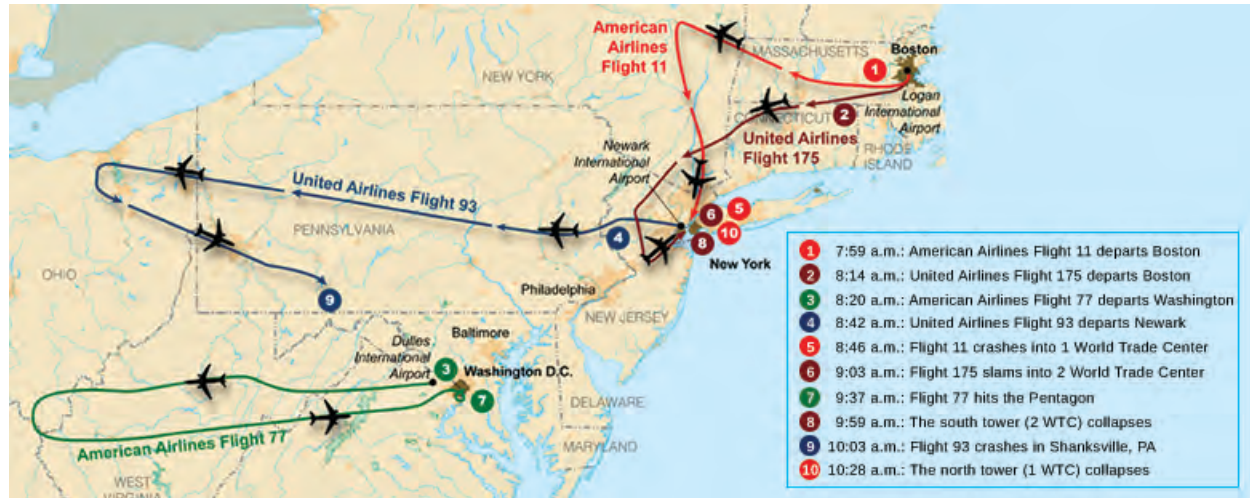 American
Airlines
Flight 11
MASSACHUSETTS
Boston
1
NEW YORK
Logan
International
Airport
CONNECTICUT
2
RHODE
ISLAND
United Airlines
Flight 175
Newark
International
Airport
United Airlines Flight 93
PENNSYLVANIA
4
6
5
8
10
New York
OHIO
9
Philadelphia
NEW JERSEY
Baltimore
Dulles
International
Airport
3
Washington D.C.
7
American Airlines Flight 77
DELAWARE
MARYLAND
WEST
VIRGINIA
1 7:59 a.m.: American Airlines Flight 11 departs Boston
2 8:14 a.m.: United Airlines Flight 175 departs Boston
3 8:20 a.m.: American Airlines Flight 77 departs Washington
4 8:42 a.m.: United Airlines Flight 93 departs Newark
5 8:46 a.m.: Flight 11 crashes into 1 World Trade Center
6 9:03 a.m.: Flight 175 slams into 2 World Trade Center
7 9:37 a.m.: Flight 77 hits the Pentagon
8 9:59 a.m.: The south tower (2 WTC) collapses
9 10:03 a.m.: Flight 93 crashes in Shanksville, PA
10 10:28 a.m.: The north tower (1 WTC) collapses